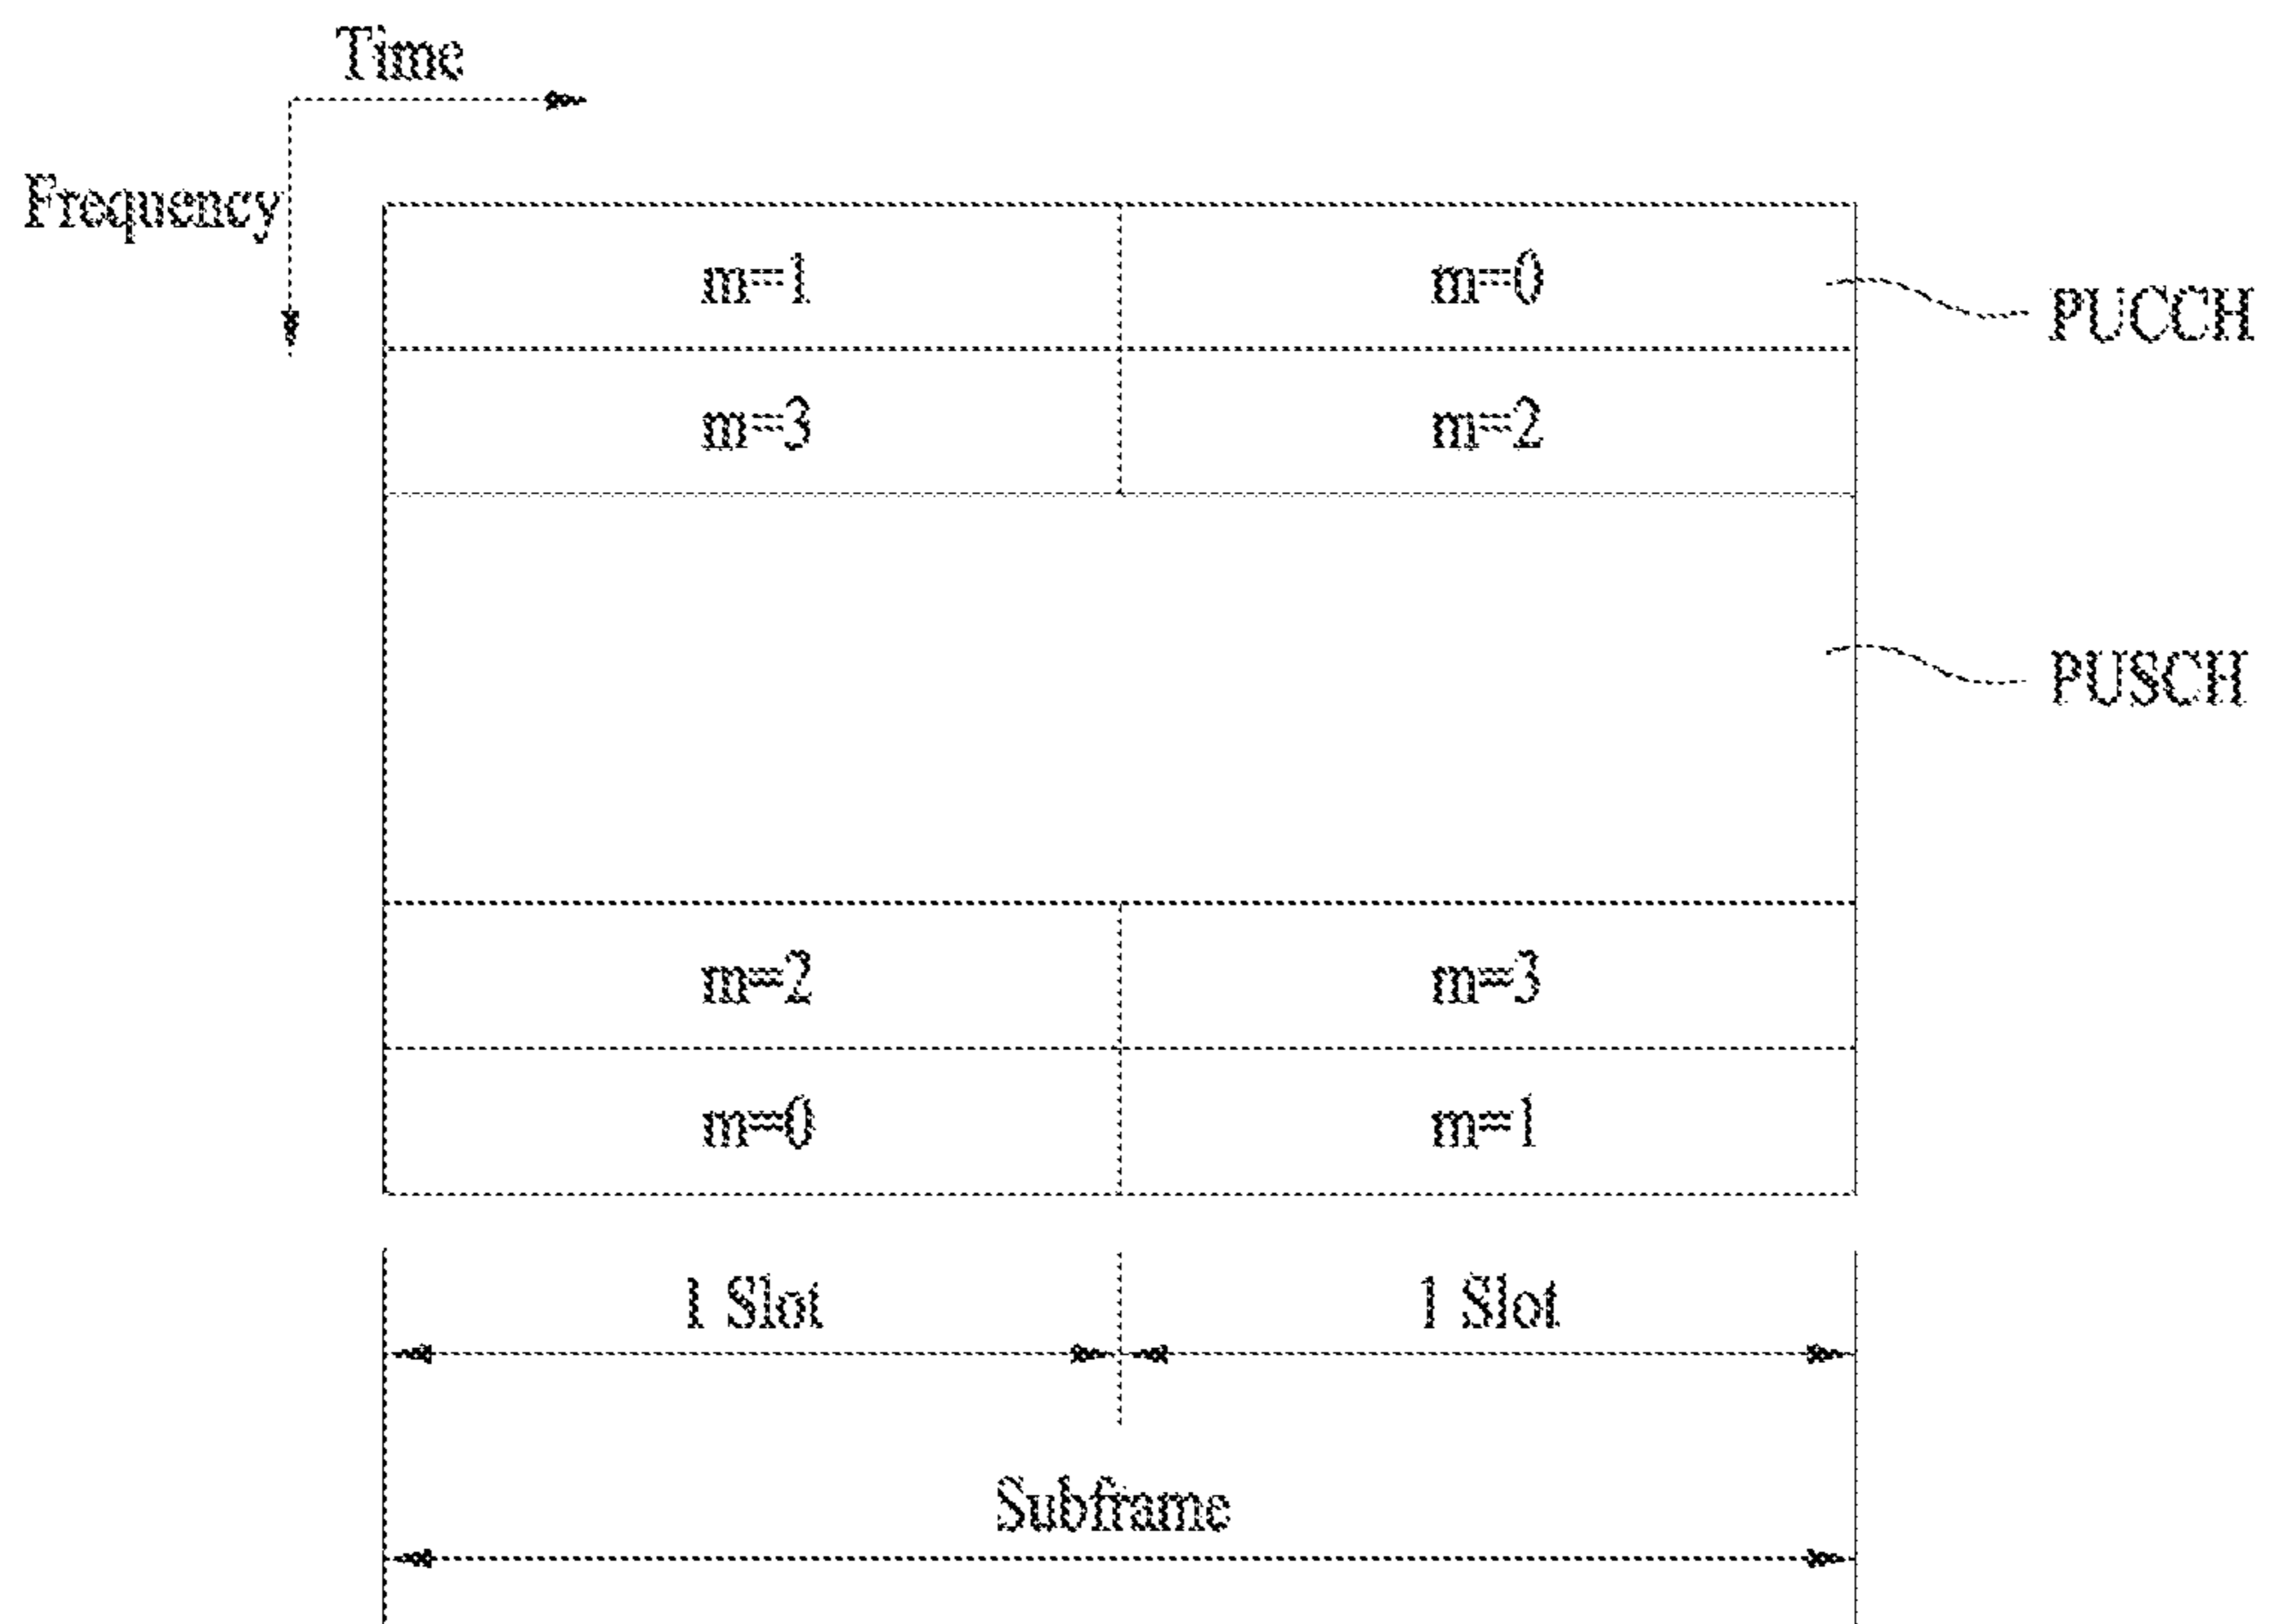 Time
Frequency
m=1 m=0
PUCCH
m=3 m=2
PUSCH
m=2 m=3
m=0 m=1
1 Slot 1 Slot
Subframe